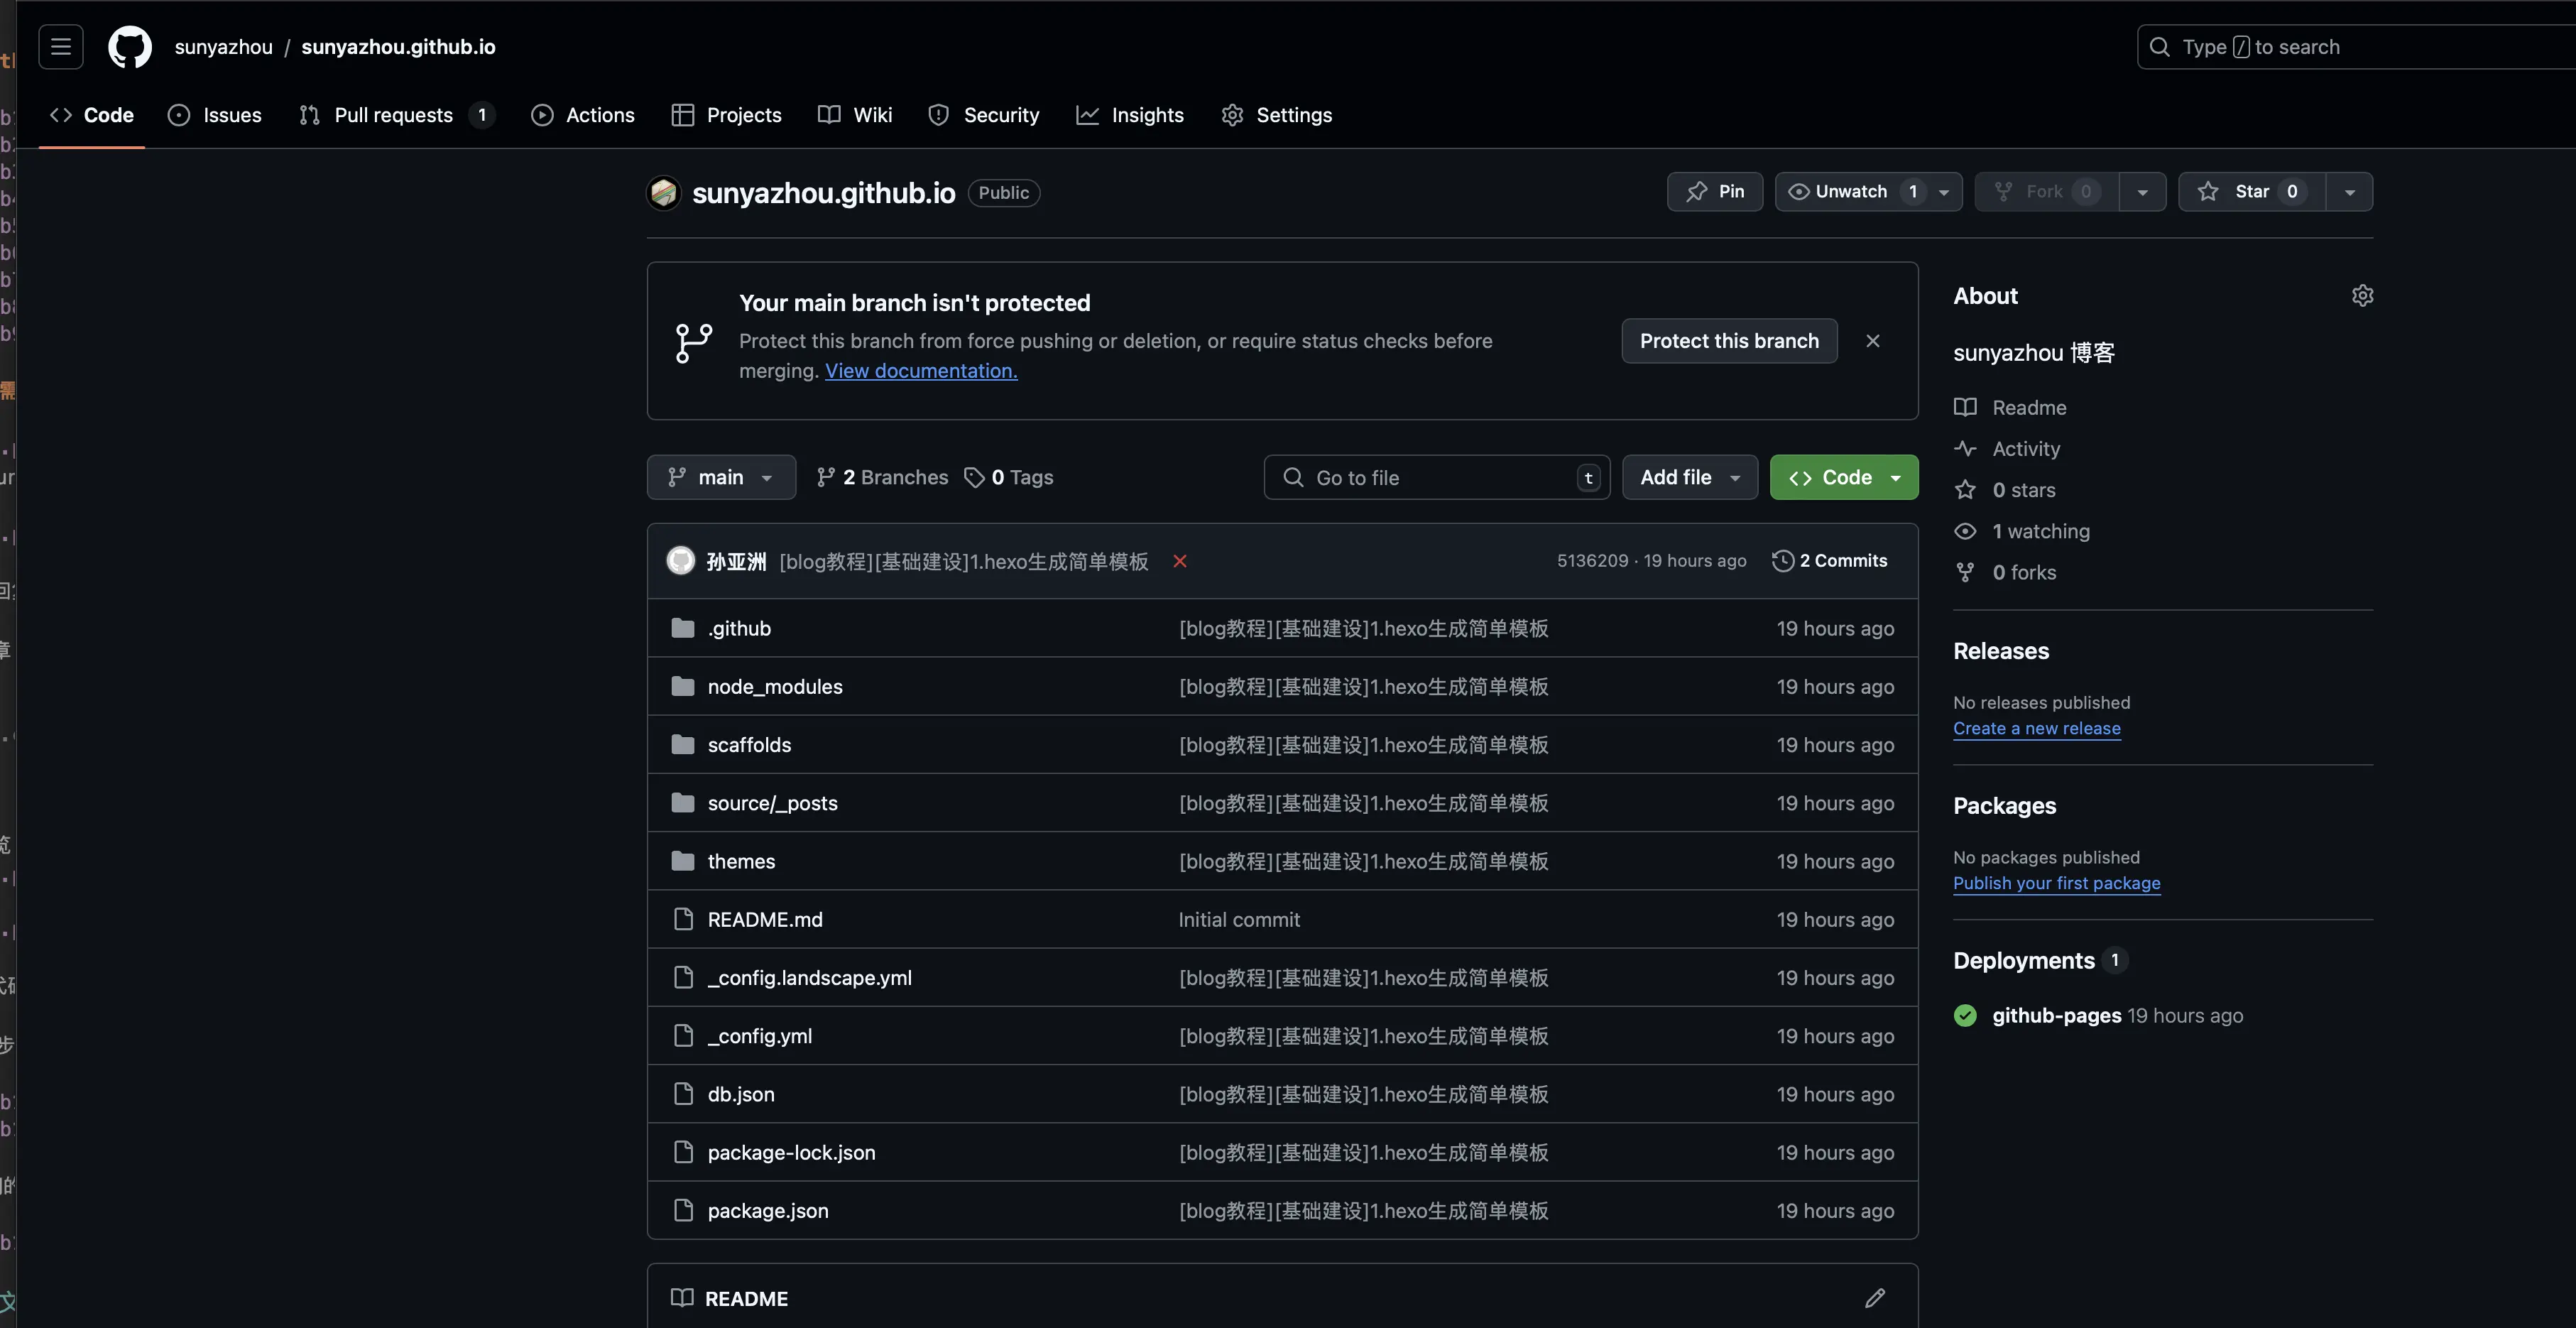 sunyazhou / sunyazhou.github.io
Type / to search
Code Issues Pull requests 1 Actions Projects Wiki Security Insights Settings
sunyazhou.github.io Public
Pin Unwatch 1 Fork 0 Star 0
Your main branch isn't protected
Protect this branch from force pushing or deletion, or require status checks before
merging. View documentation.
Protect this branch
main 2 Branches 0 Tags Go to file t Add file Code
孙亚洲 [blog教程][基础建设]1.hexo生成简单模板 5136209 · 19 hours ago 2 Commits
.github [blog教程][基础建设]1.hexo生成简单模板 19 hours ago
node_modules [blog教程][基础建设]1.hexo生成简单模板 19 hours ago
scaffolds [blog教程][基础建设]1.hexo生成简单模板 19 hours ago
source/_posts [blog教程][基础建设]1.hexo生成简单模板 19 hours ago
themes [blog教程][基础建设]1.hexo生成简单模板 19 hours ago
README.md Initial commit 19 hours ago
_config.landscape.yml [blog教程][基础建设]1.hexo生成简单模板 19 hours ago
_config.yml [blog教程][基础建设]1.hexo生成简单模板 19 hours ago
db.json [blog教程][基础建设]1.hexo生成简单模板 19 hours ago
package-lock.json [blog教程][基础建设]1.hexo生成简单模板 19 hours ago
package.json [blog教程][基础建设]1.hexo生成简单模板 19 hours ago
README
About
sunyazhou 博客
Readme
Activity
0 stars
1 watching
0 forks
Releases
No releases published
Create a new release
Packages
No packages published
Publish your first package
Deployments 1
github-pages 19 hours ago